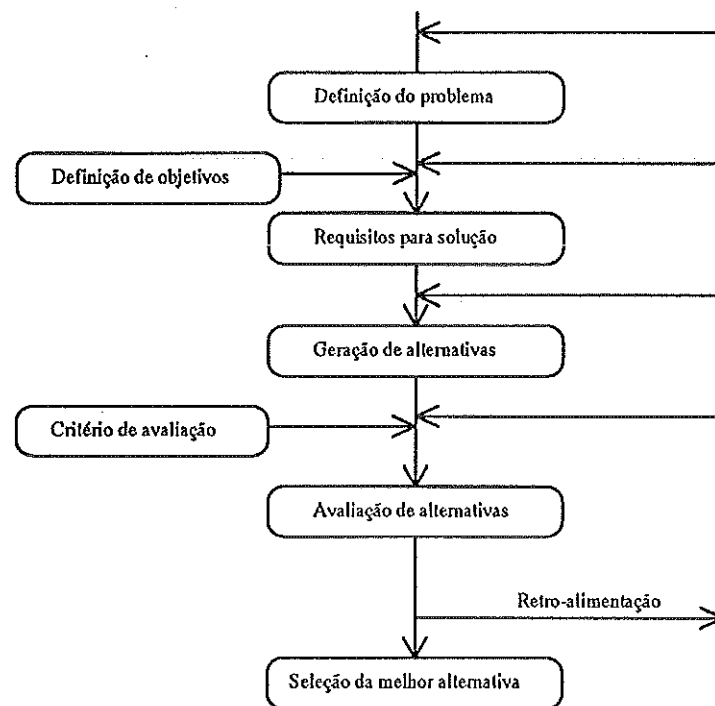 Definição do problema
Definição de objetivos
Requisitos para solução
Geração de alternativas
Critério de avaliação
Avaliação de alternativas
Retro-alimentação
Seleção da melhor alternativa